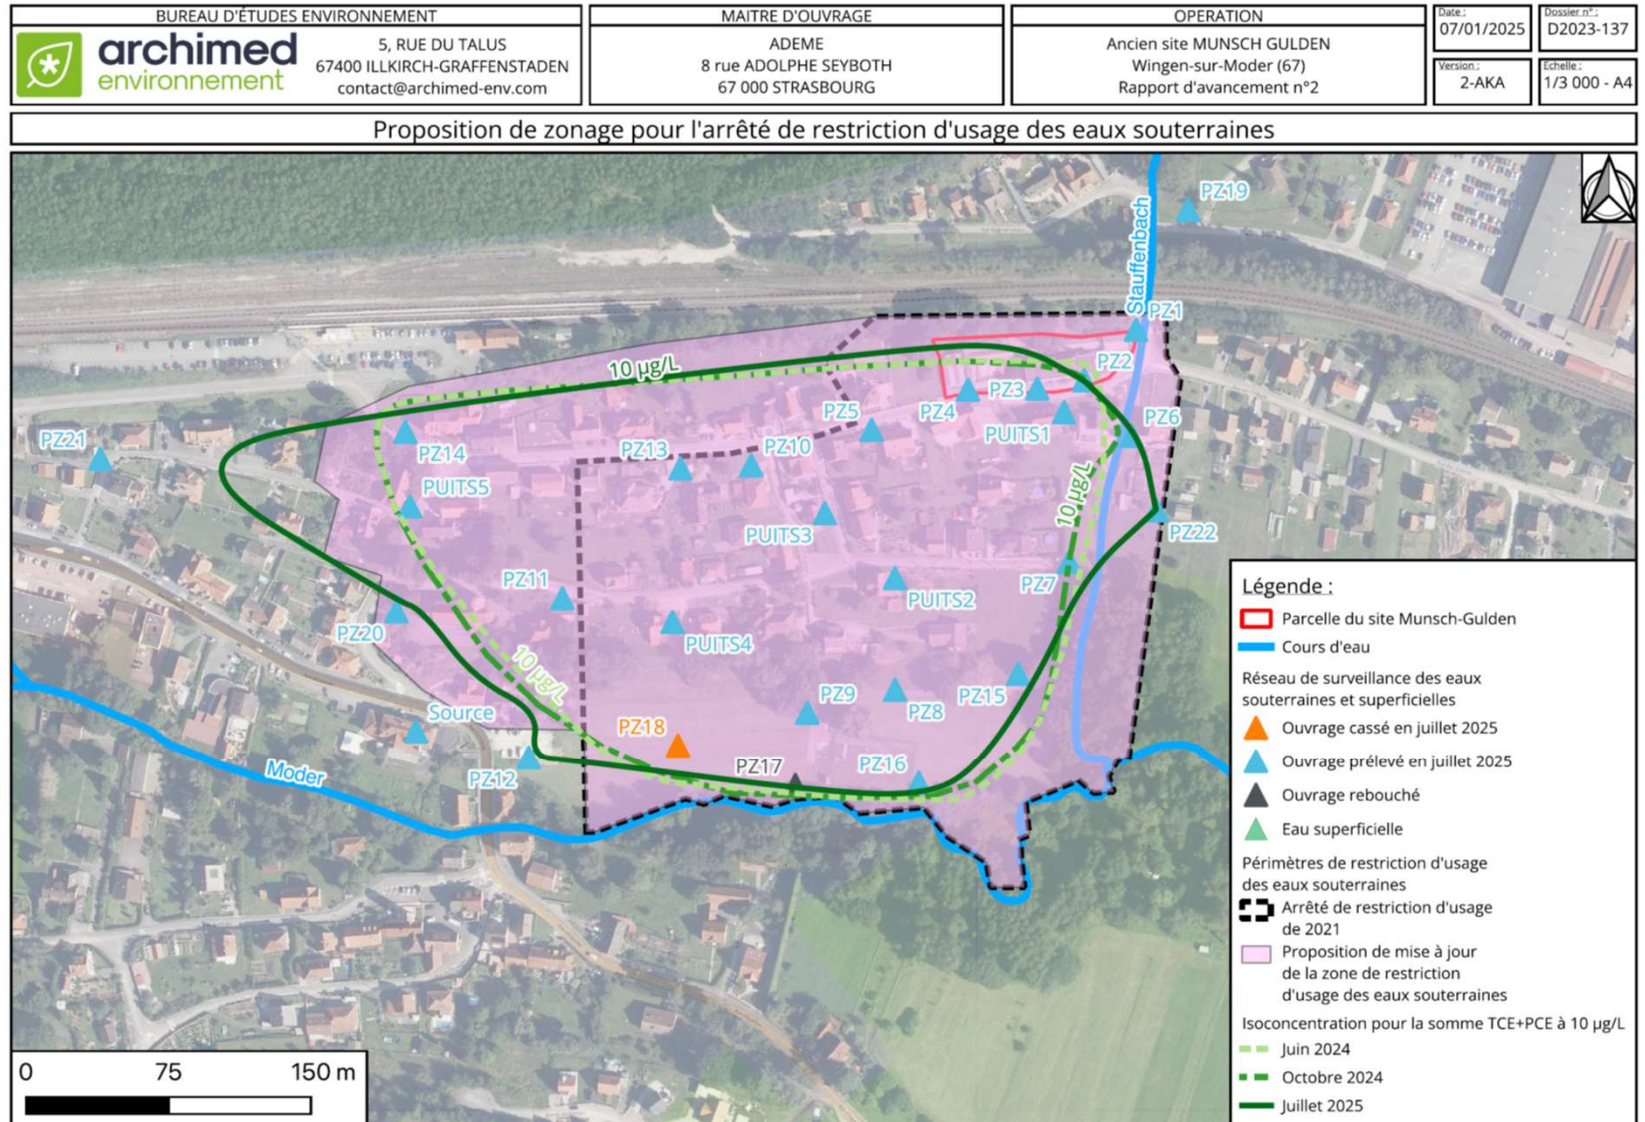 BUREAU D'ÉTUDES ENVIRONNEMENT
archimed
environnement
5, RUE DU TALUS
67400 ILLKIRCH-GRAFFENSTADEN
contact@archimed-env.com
MAITRE D'OUVRAGE
ADEME
8 rue ADOLPHE SEYBOTH
67 000 STRASBOURG
OPERATION
Ancien site MUNSCH GULDEN
Wingen-sur-Moder (67)
Rapport d'avancement n°2
Date :
07/01/2025
Dossier n° :
D2023-137
Version :
2-AKA
Echelle :
1/3 000 - A4
Proposition de zonage pour l'arrêté de restriction d'usage des eaux souterraines
PZ19
Stauffenbach
PZ1
10 µg/L
PZ2
PZ3
PZ4
PZ5
PUITS1
PZ6
PZ21
PZ14
PZ13
PZ10
PUITS5
10 µg/L
PUITS3
PZ22
PZ11
PUITS2
PZ7
PZ20
PUITS4
10 µg/L
PZ9
PZ8
PZ15
Source
PZ18
PZ12
PZ17
PZ16
Moder
Légende :
Parcelle du site Munsch-Gulden
Cours d'eau
Réseau de surveillance des eaux
souterraines et superficielles
Ouvrage cassé en juillet 2025
Ouvrage prélevé en juillet 2025
Ouvrage rebouché
Eau superficielle
Périmètres de restriction d'usage
des eaux souterraines
Arrêté de restriction d'usage
de 2021
Proposition de mise à jour
de la zone de restriction
d'usage des eaux souterraines
Isoconcentration pour la somme TCE+PCE à 10 µg/L
Juin 2024
Octobre 2024
Juillet 2025
0 75 150 m